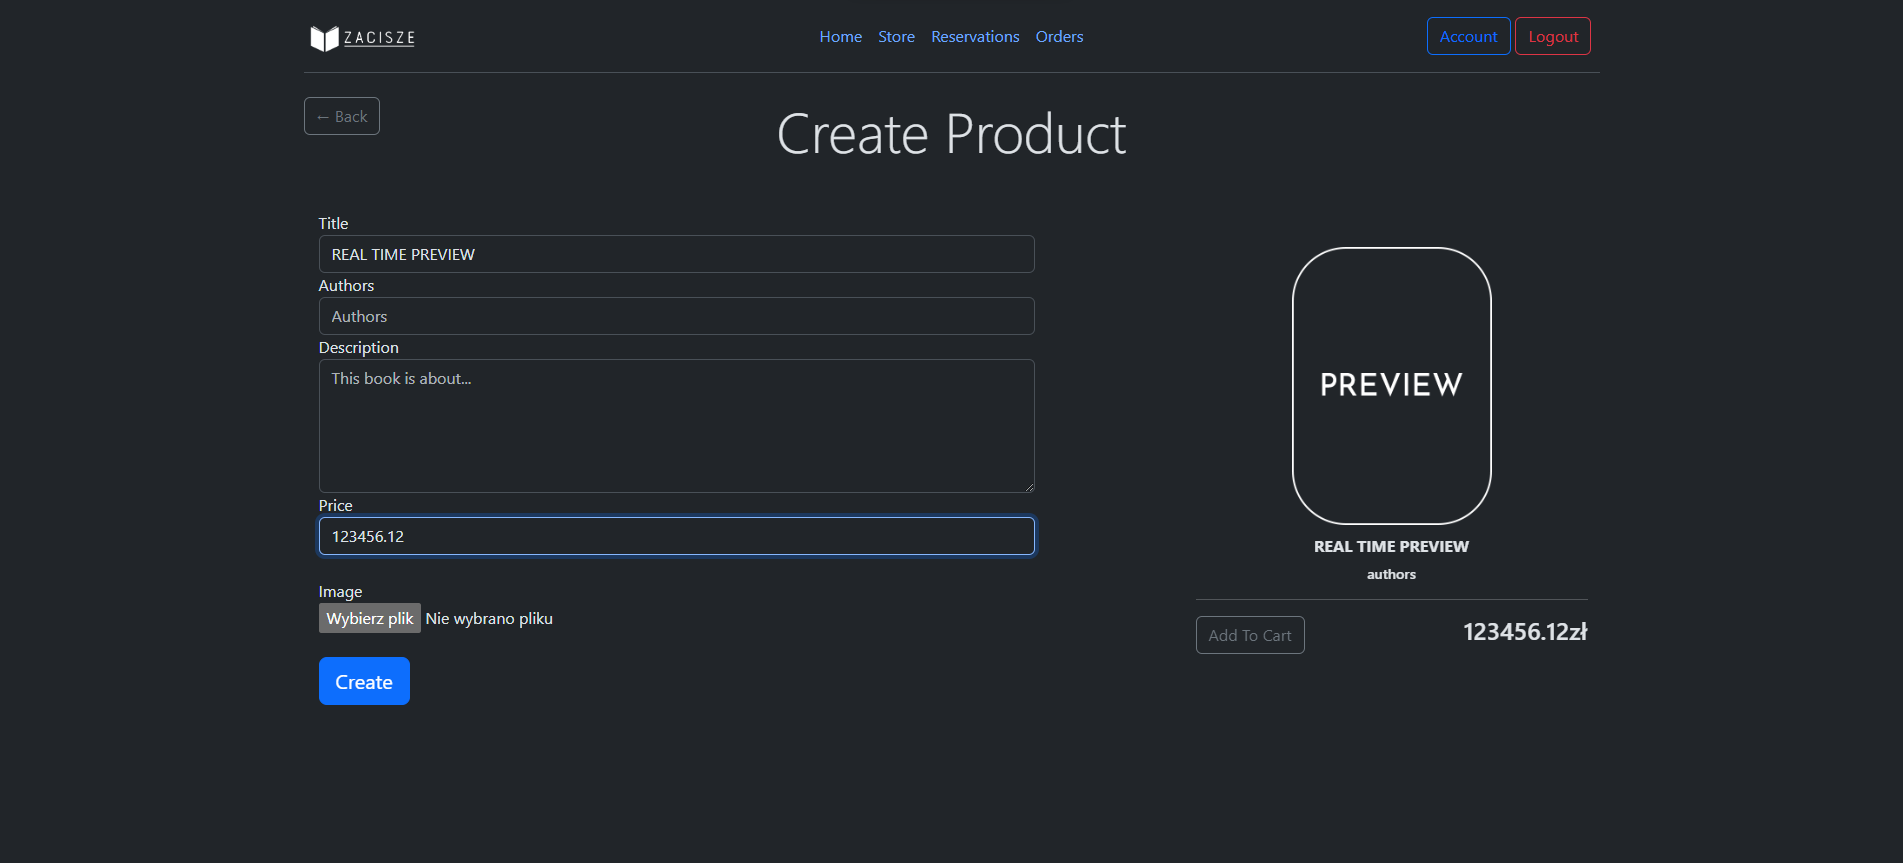 ZACISZE
Home Store Reservations Orders
Account Logout
← Back
Create Product
Title
REAL TIME PREVIEW
Authors
Authors
Description
This book is about...
Price
123456.12
Image
Wybierz plik Nie wybrano pliku
Create
PREVIEW
REAL TIME PREVIEW
authors
Add To Cart 123456.12zł